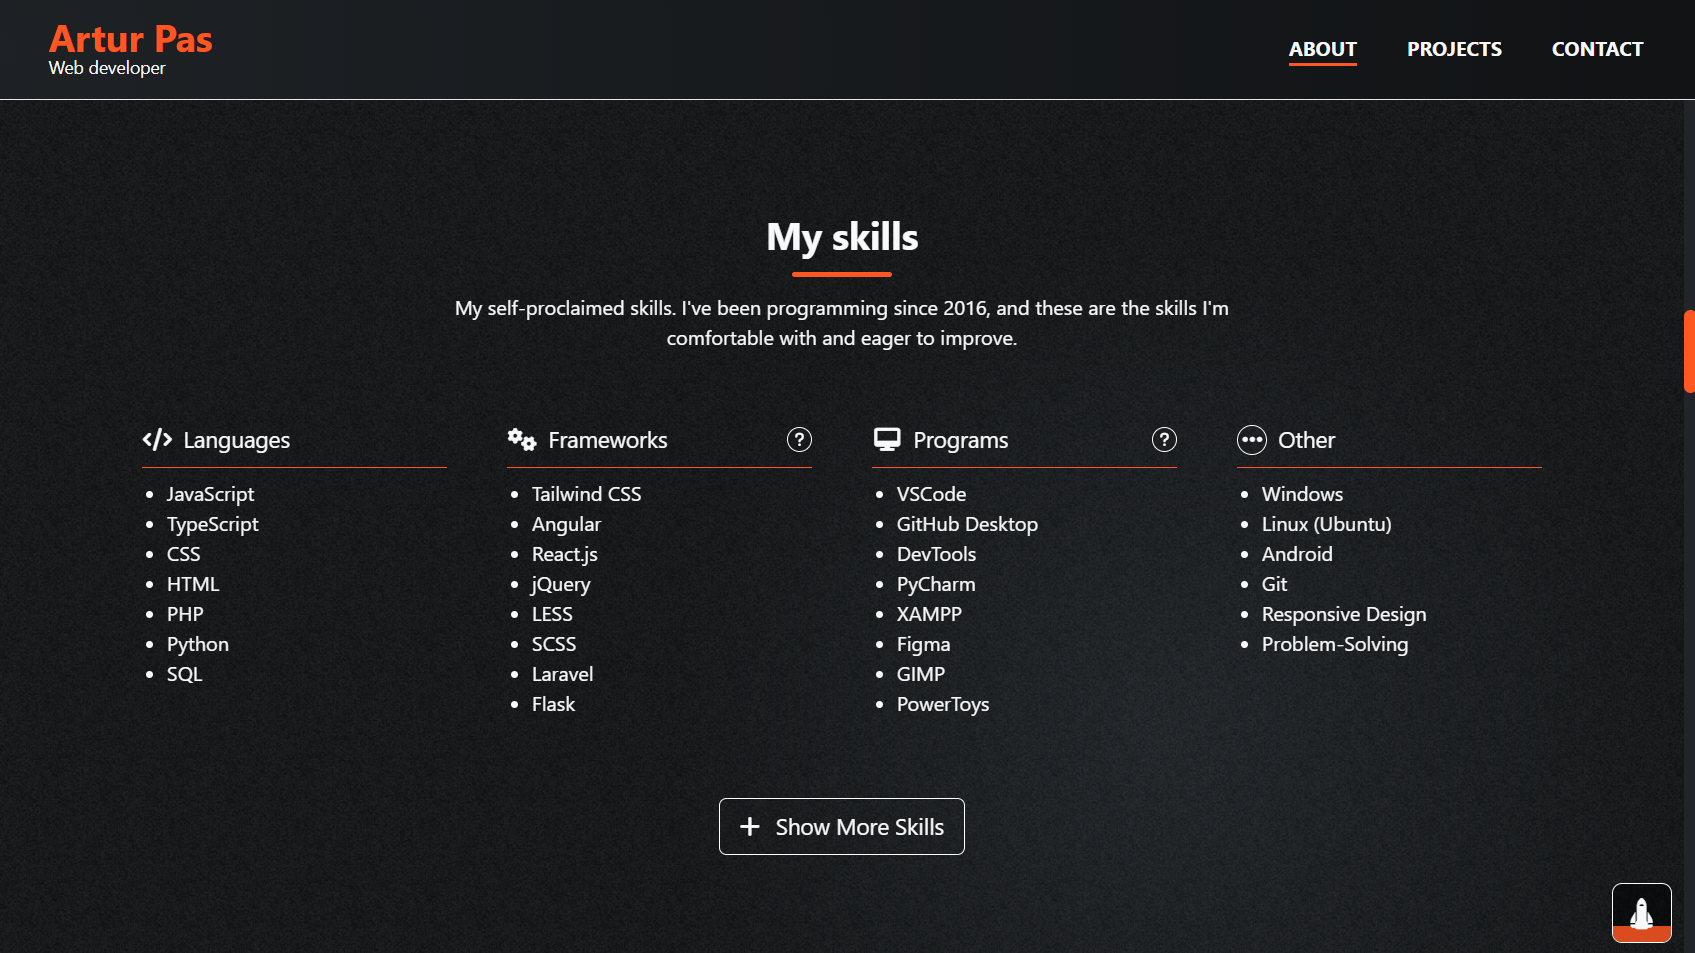 Artur Pas
Web developer
ABOUT
PROJECTS
CONTACT
My skills
My self-proclaimed skills. I've been programming since 2016, and these are the skills I'm
comfortable with and eager to improve.
Languages
JavaScript
TypeScript
CSS
HTML
PHP
Python
SQL
Frameworks
?
Tailwind CSS
Angular
React.js
jQuery
LESS
SCSS
Laravel
Flask
Programs
?
VSCode
GitHub Desktop
DevTools
PyCharm
XAMPP
Figma
GIMP
PowerToys
Other
Windows
Linux (Ubuntu)
Android
Git
Responsive Design
Problem-Solving
Show More Skills